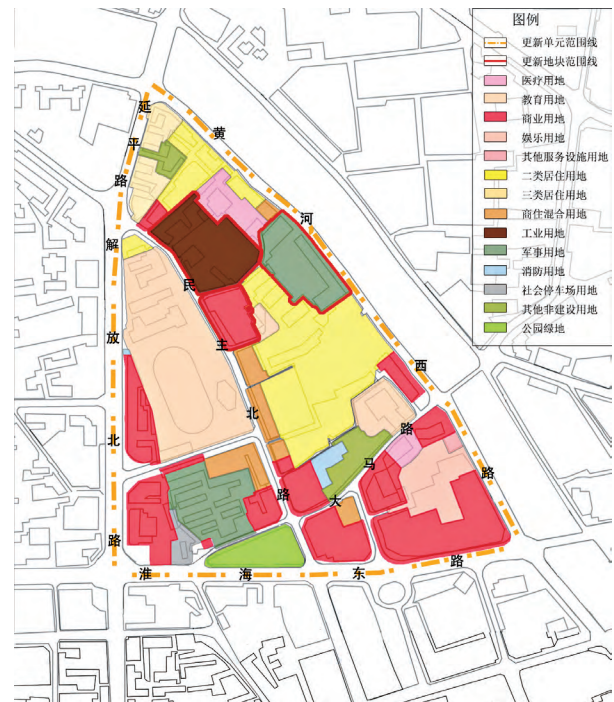 图例
更新单元范围线
更新地块范围线
医疗用地
教育用地
商业用地
娱乐用地
其他服务设施用地
二类居住用地
三类居住用地
商住混合用地
工业用地
军事用地
消防用地
社会停车场用地
其他非建设用地
公园绿地
延平路
黄河西路
解放北路
民主北路
大马路
淮海东路